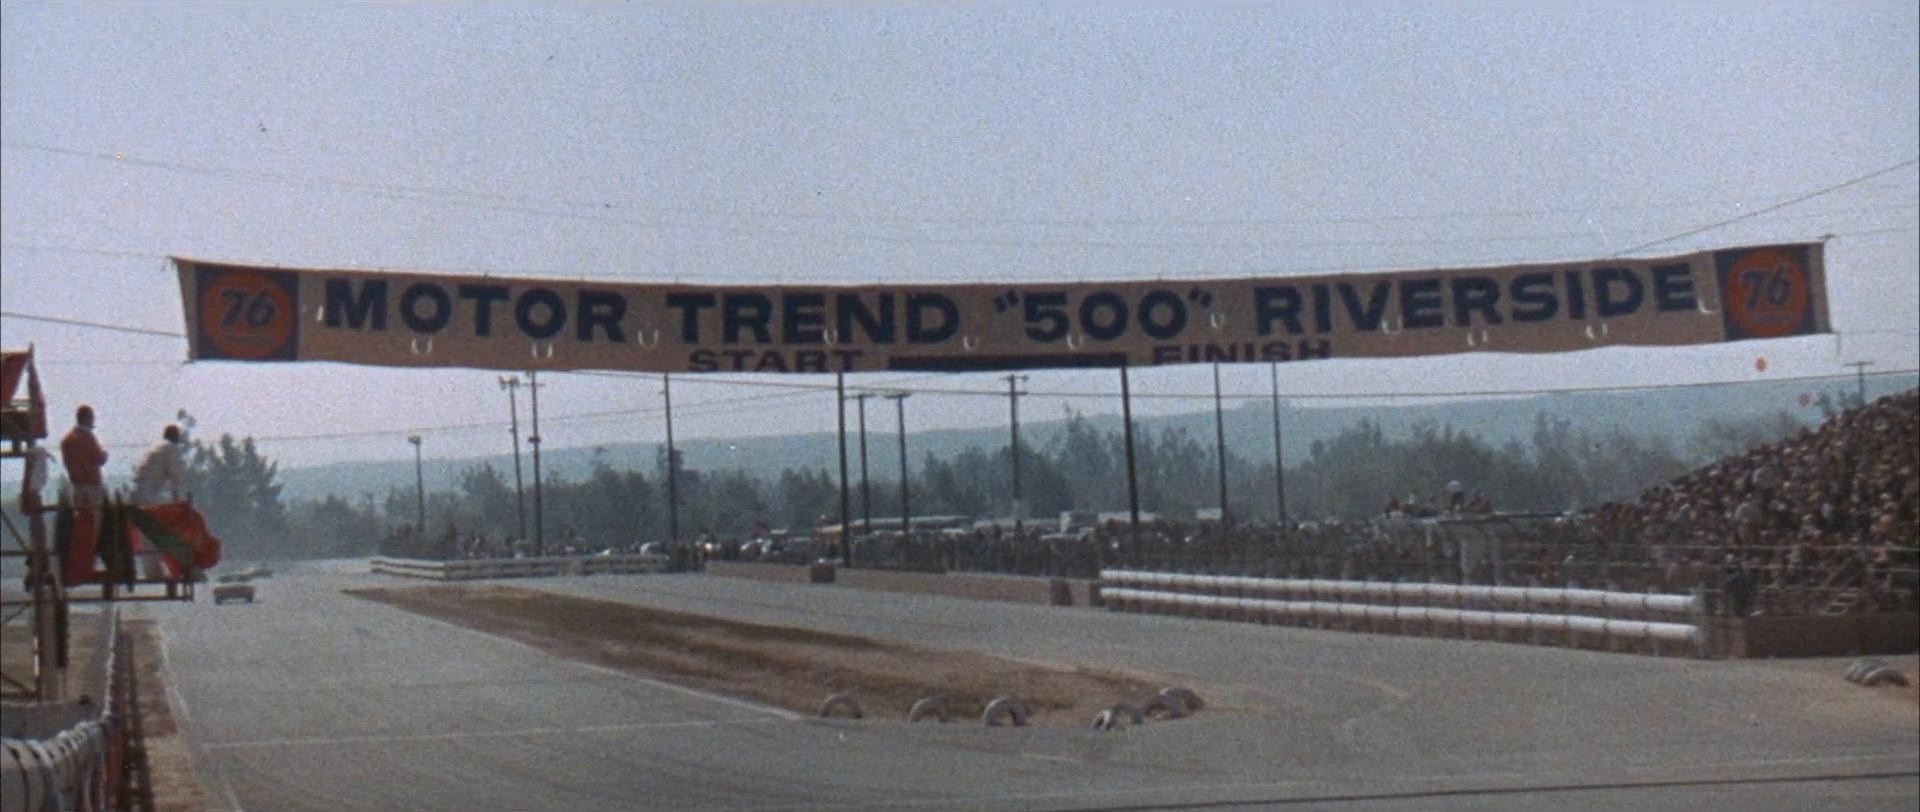 76 MOTOR TREND "500" RIVERSIDE 76
START FINISH